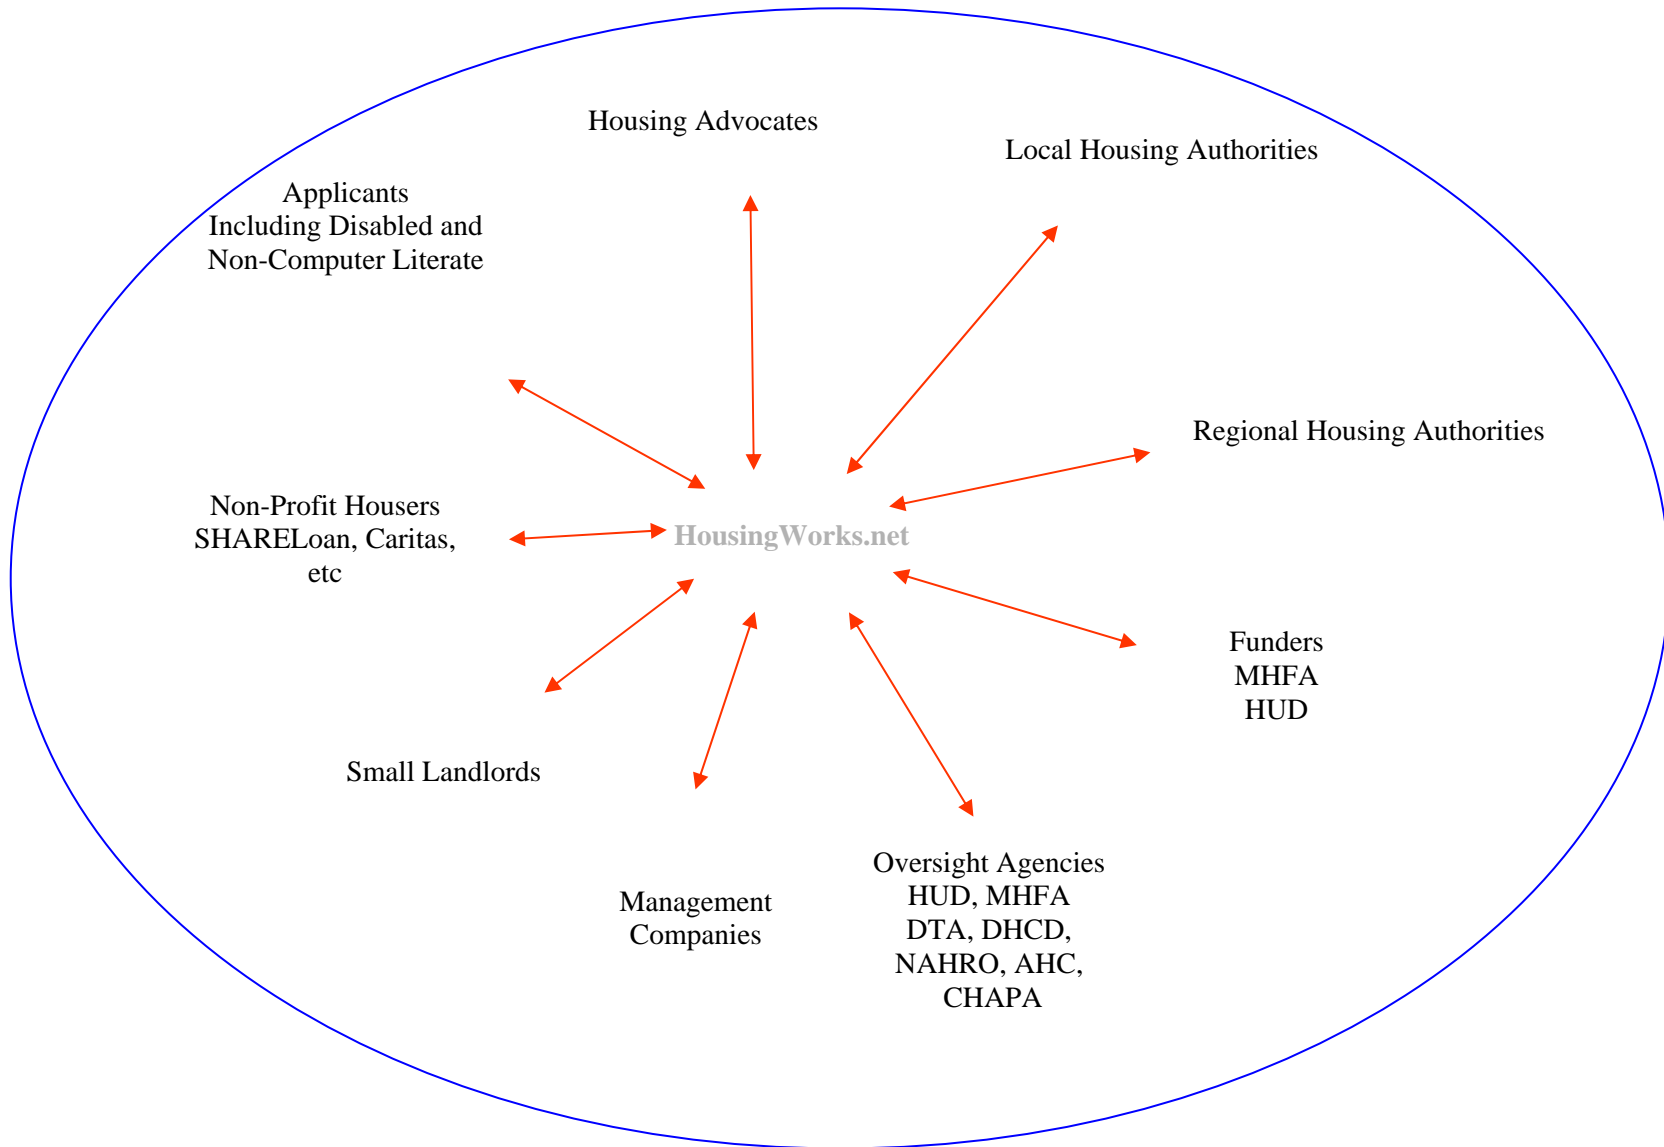 Housing Advocates
Local Housing Authorities
Applicants
Including Disabled and
Non-Computer Literate
Regional Housing Authorities
Non-Profit Housers
SHARELoan, Caritas,
etc
HousingWorks.net
Funders
MHFA
HUD
Small Landlords
Management
Companies
Oversight Agencies
HUD, MHFA
DTA, DHCD,
NAHRO, AHC,
CHAPA